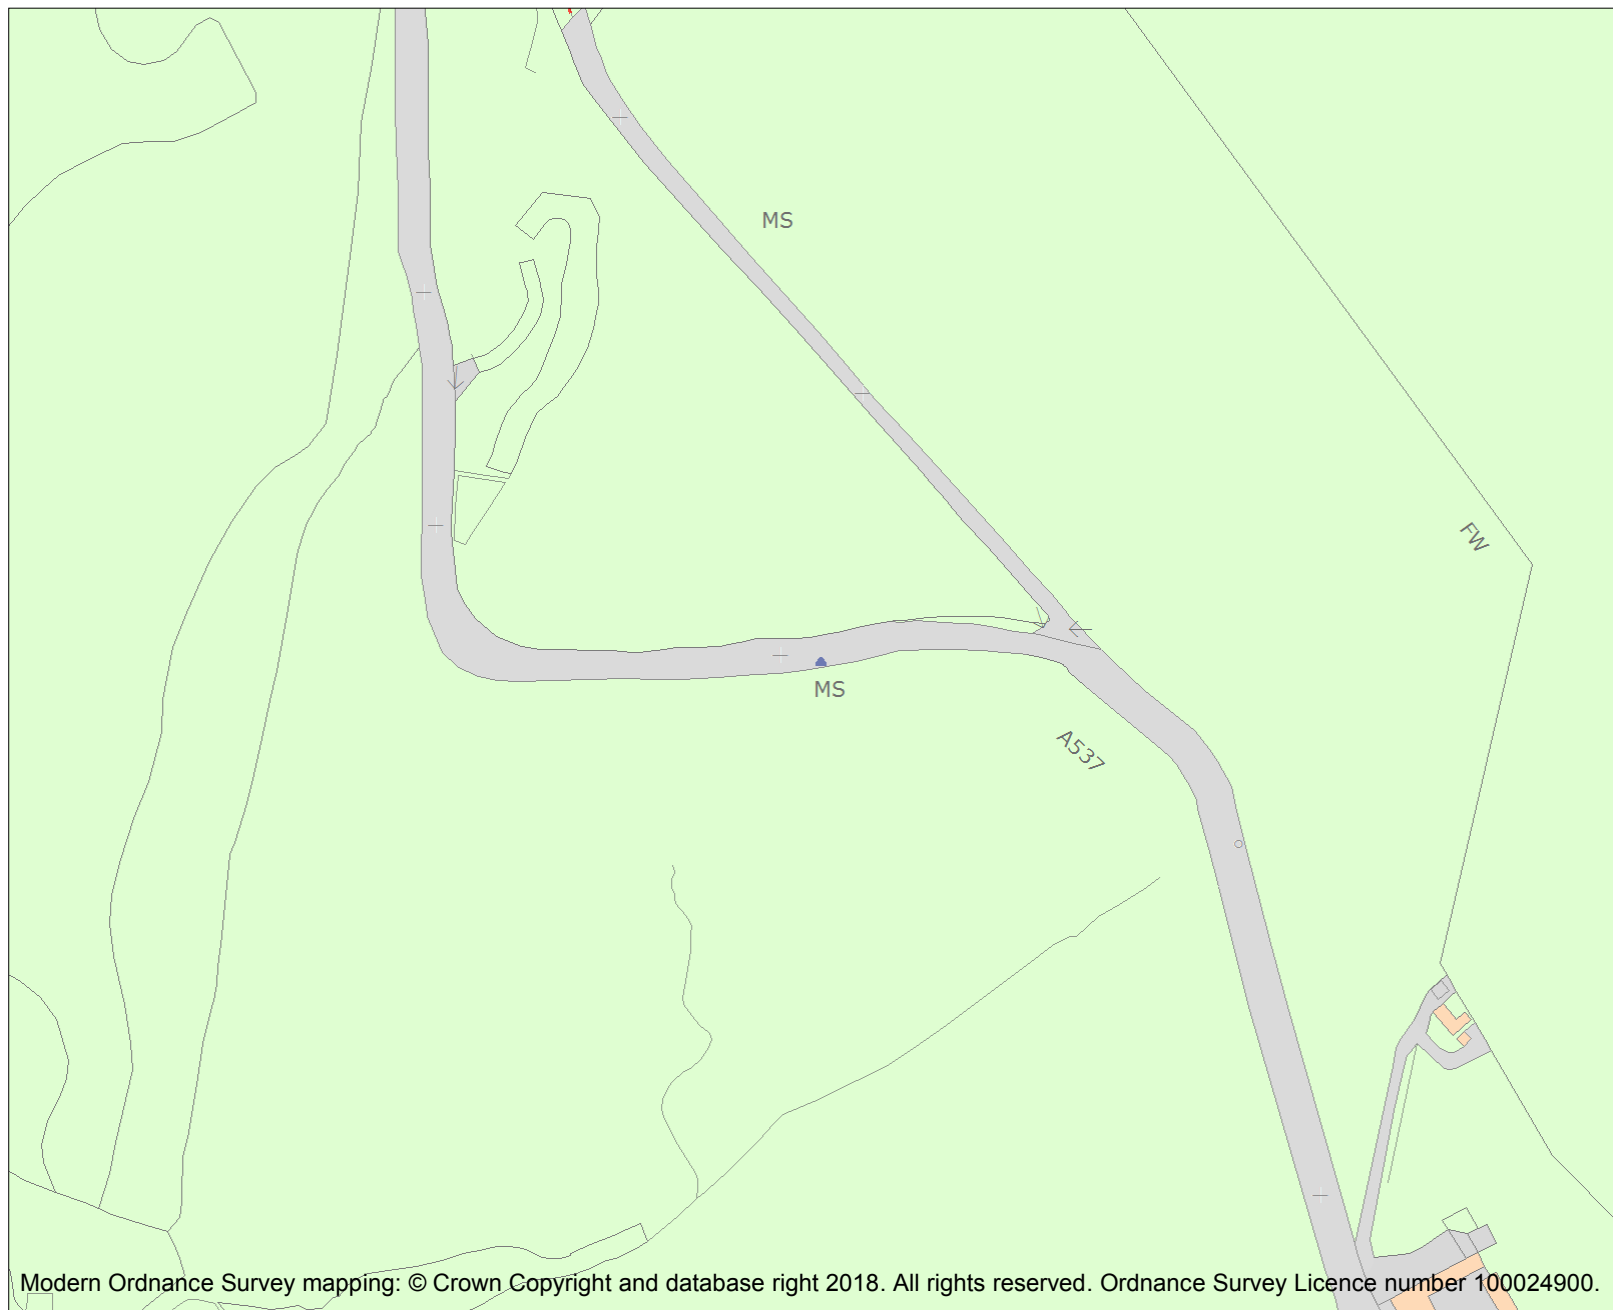 MS
FW
MS
A537
Modern Ordnance Survey mapping: © Crown Copyright and database right 2018. All rights reserved. Ordnance Survey Licence number 100024900.